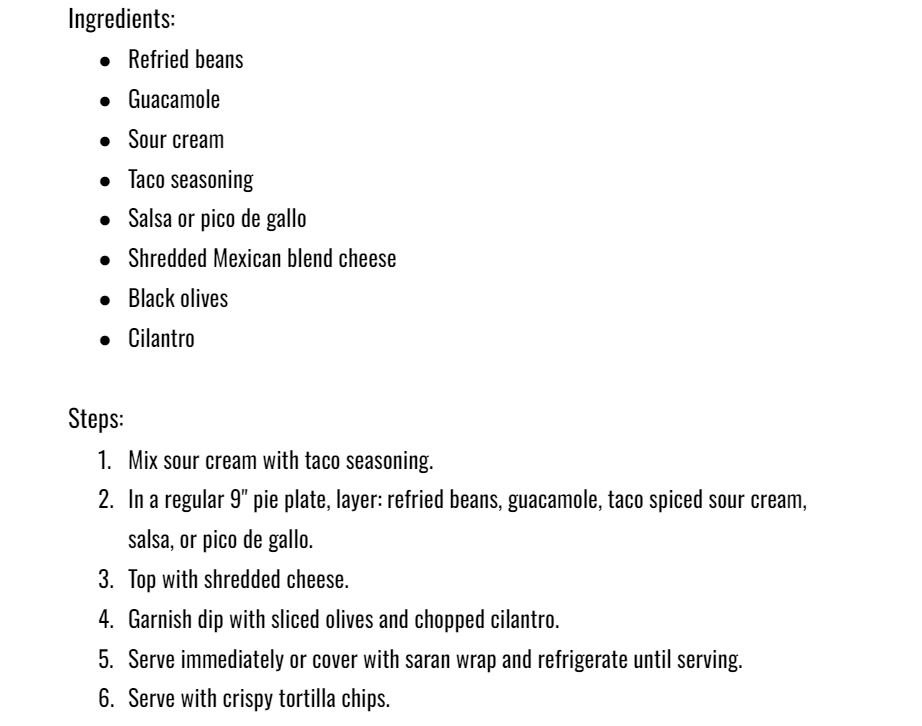 Ingredients:
● Refried beans
● Guacamole
● Sour cream
● Taco seasoning
● Salsa or pico de gallo
● Shredded Mexican blend cheese
● Black olives
● Cilantro
Steps:
1. Mix sour cream with taco seasoning.
2. In a regular 9" pie plate, layer: refried beans, guacamole, taco spiced sour cream,
salsa, or pico de gallo.
3. Top with shredded cheese.
4. Garnish dip with sliced olives and chopped cilantro.
5. Serve immediately or cover with saran wrap and refrigerate until serving.
6. Serve with crispy tortilla chips.